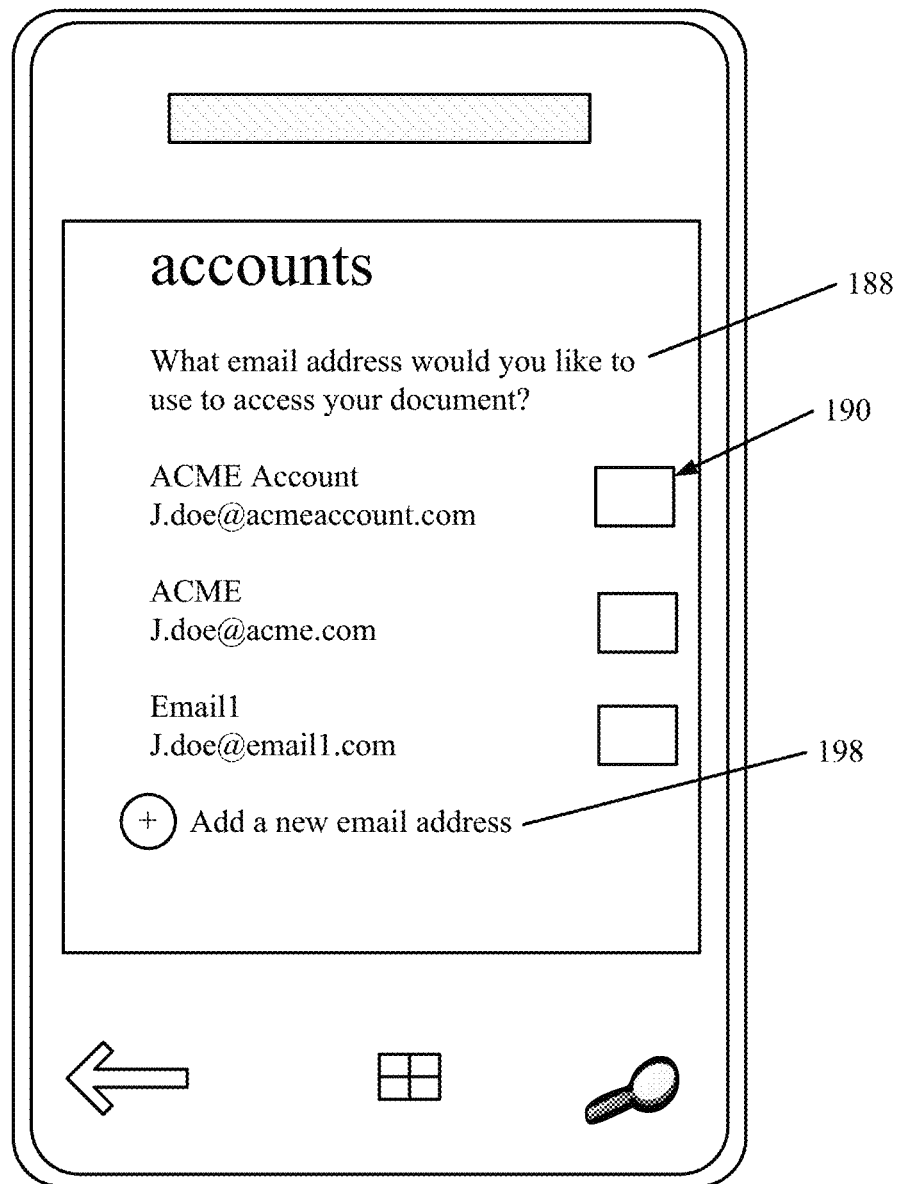 accounts
188
What email address would you like to
use to access your document?
190
ACME Account
J.doe@acmeaccount.com
ACME
J.doe@acme.com
Email1
J.doe@email1.com
198
+ Add a new email address